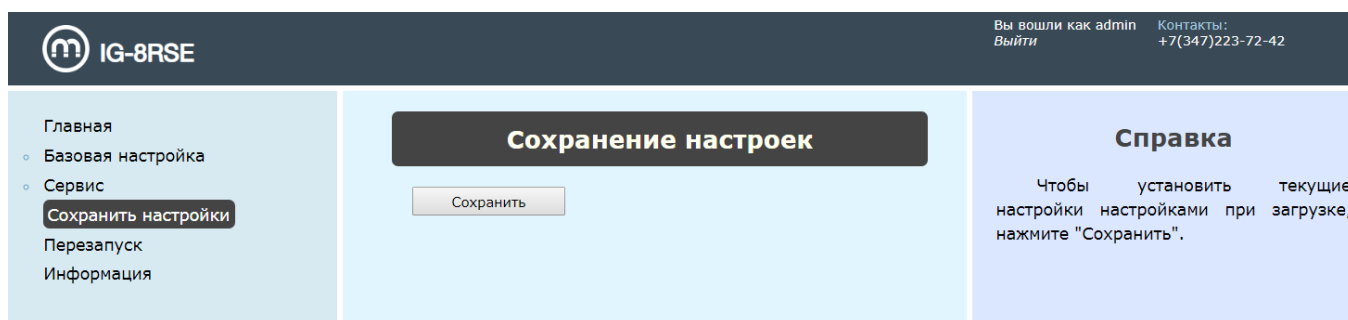 IG-8RSE
Вы вошли как admin
Выйти
Контакты:
+7(347)223-72-42
Главная
Базовая настройка
Сервис
Сохранить настройки
Перезапуск
Информация
Сохранение настроек
Сохранить
Справка
Чтобы установить текущие
настройки настройками при загрузке,
нажмите "Сохранить".